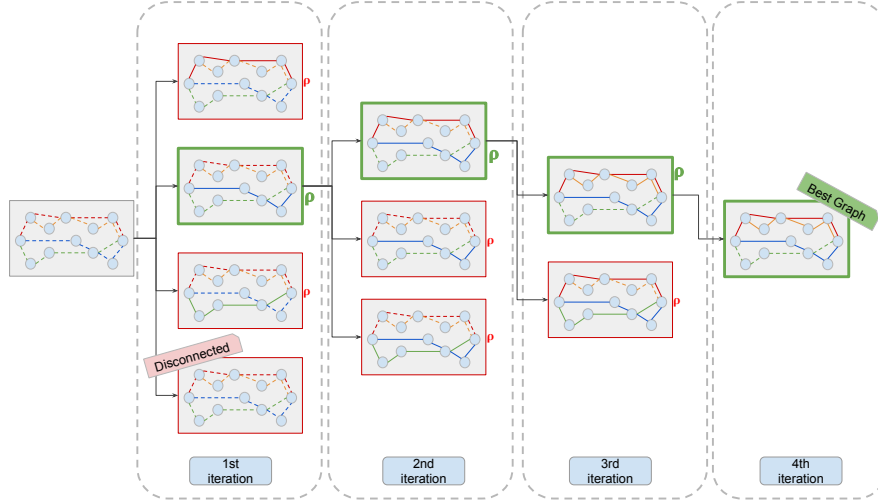 ρ
ρ
ρ
Disconnected
ρ
ρ
ρ
ρ
ρ
Best Graph
1st
iteration
2nd
iteration
3rd
iteration
4th
iteration